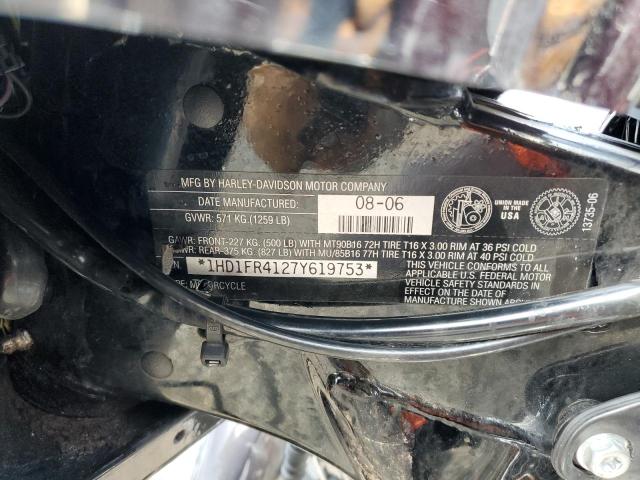 MFG BY HARLEY-DAVIDSON MOTOR COMPANY
DATE MANUFACTURED: 08-06
GVWR: 571 KG (1259 LB)
UNION MADE IN USA
13735-06
GAWR: FRONT-227 KG. (500 LB) WITH MT90B16 72H TIRE T16 X 3.00 RIM AT 36 PSI COLD
GAWR: REAR-375 KG. (827 LB) WITH MU/85B16 77H TIRE T16 X 3.00 RIM AT 40 PSI COLD
*1HD1FR4127Y619753*
THIS VEHICLE CONFORMS TO ALL
APPLICABLE U.S. FEDERAL MOTOR
VEHICLE SAFETY STANDARDS
IN EFFECT ON THE DATE OF
MANUFACTURE SHOWN ABOVE